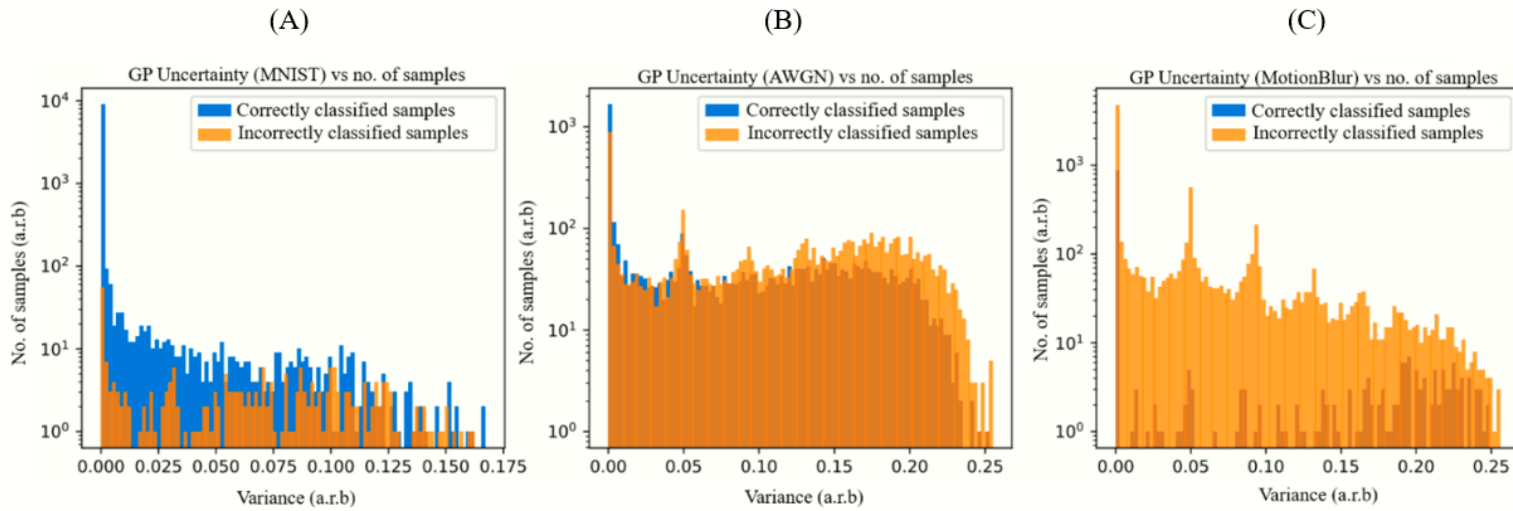 (A)
GP Uncertainty (MNIST) vs no. of samples
Correctly classified samples
Incorrectly classified samples
No. of samples (a.r.b)
10^4
10^3
10^2
10^1
10^0
0.000 0.025 0.050 0.075 0.100 0.125 0.150 0.175
Variance (a.r.b)
(B)
GP Uncertainty (AWGN) vs no. of samples
Correctly classified samples
Incorrectly classified samples
No. of samples (a.r.b)
10^3
10^2
10^1
10^0
0.00 0.05 0.10 0.15 0.20 0.25
Variance (a.r.b)
(C)
GP Uncertainty (MotionBlur) vs no. of samples
Correctly classified samples
Incorrectly classified samples
No. of samples (a.r.b)
10^3
10^2
10^1
10^0
0.00 0.05 0.10 0.15 0.20 0.25
Variance (a.r.b)